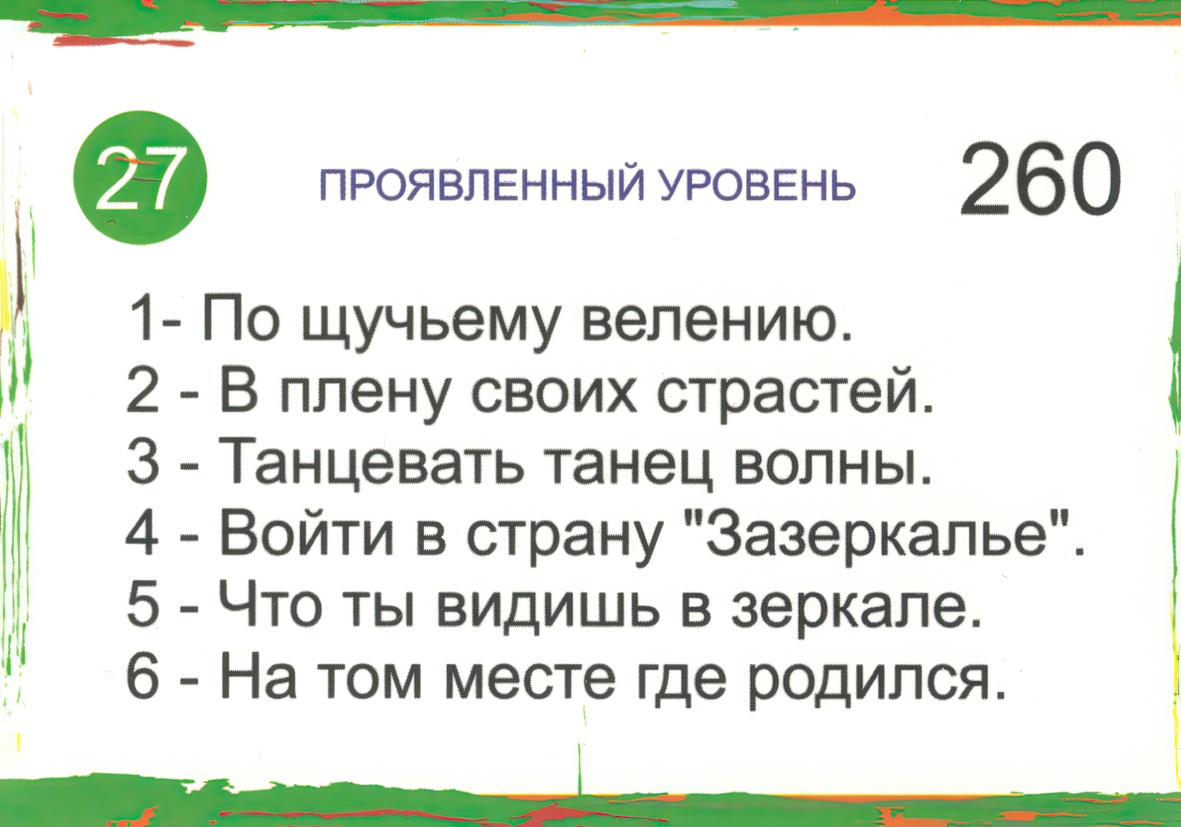 27 ПРОЯВЛЕННЫЙ УРОВЕНЬ 260
1- По щучьему велению.
2 - В плену своих страстей.
3 - Танцевать танец волны.
4 - Войти в страну "Зазеркалье".
5 - Что ты видишь в зеркале.
6 - На том месте где родился.